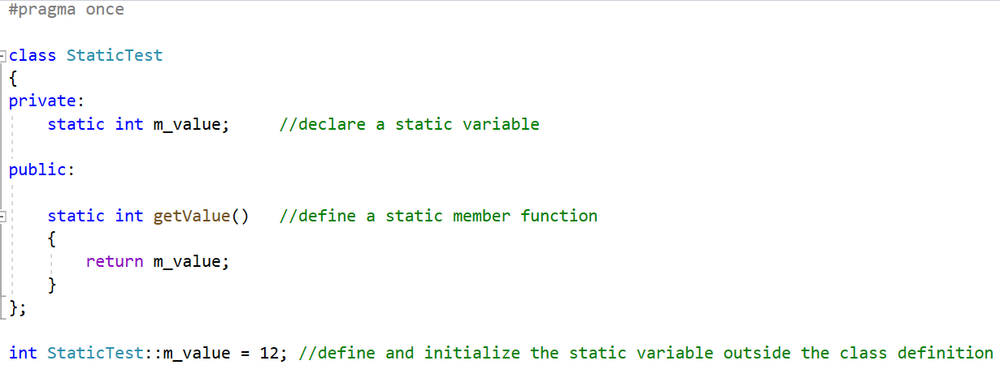 #pragma once
class StaticTest
{
private:
    static int m_value;     //declare a static variable
public:
    static int getValue()   //define a static member function
    {
        return m_value;
    }
};
int StaticTest::m_value = 12; //define and initialize the static variable outside the class definition